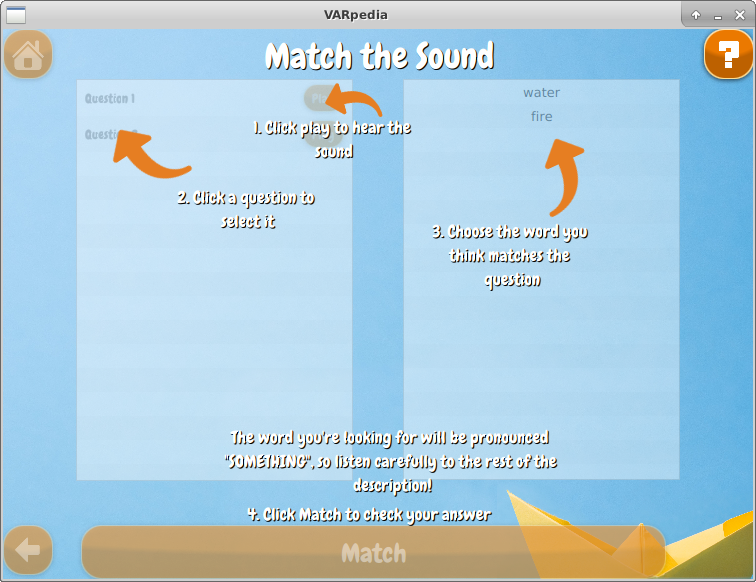 VARpedia
Match the Sound
?
Question 1
water
fire
1. Click play to hear the
sound
2. Click a question to
select it
3. Choose the word you
think matches the
question
The word you're looking for will be pronounced
"SOMETHING", so listen carefully to the rest of the
description!
4. Click Match to check your answer
Match